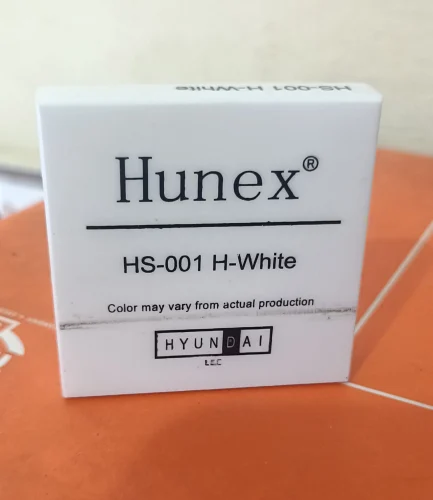 HS-001 H-White
Hunex®
HS-001 H-White
Color may vary from actual production
HYUNDAI